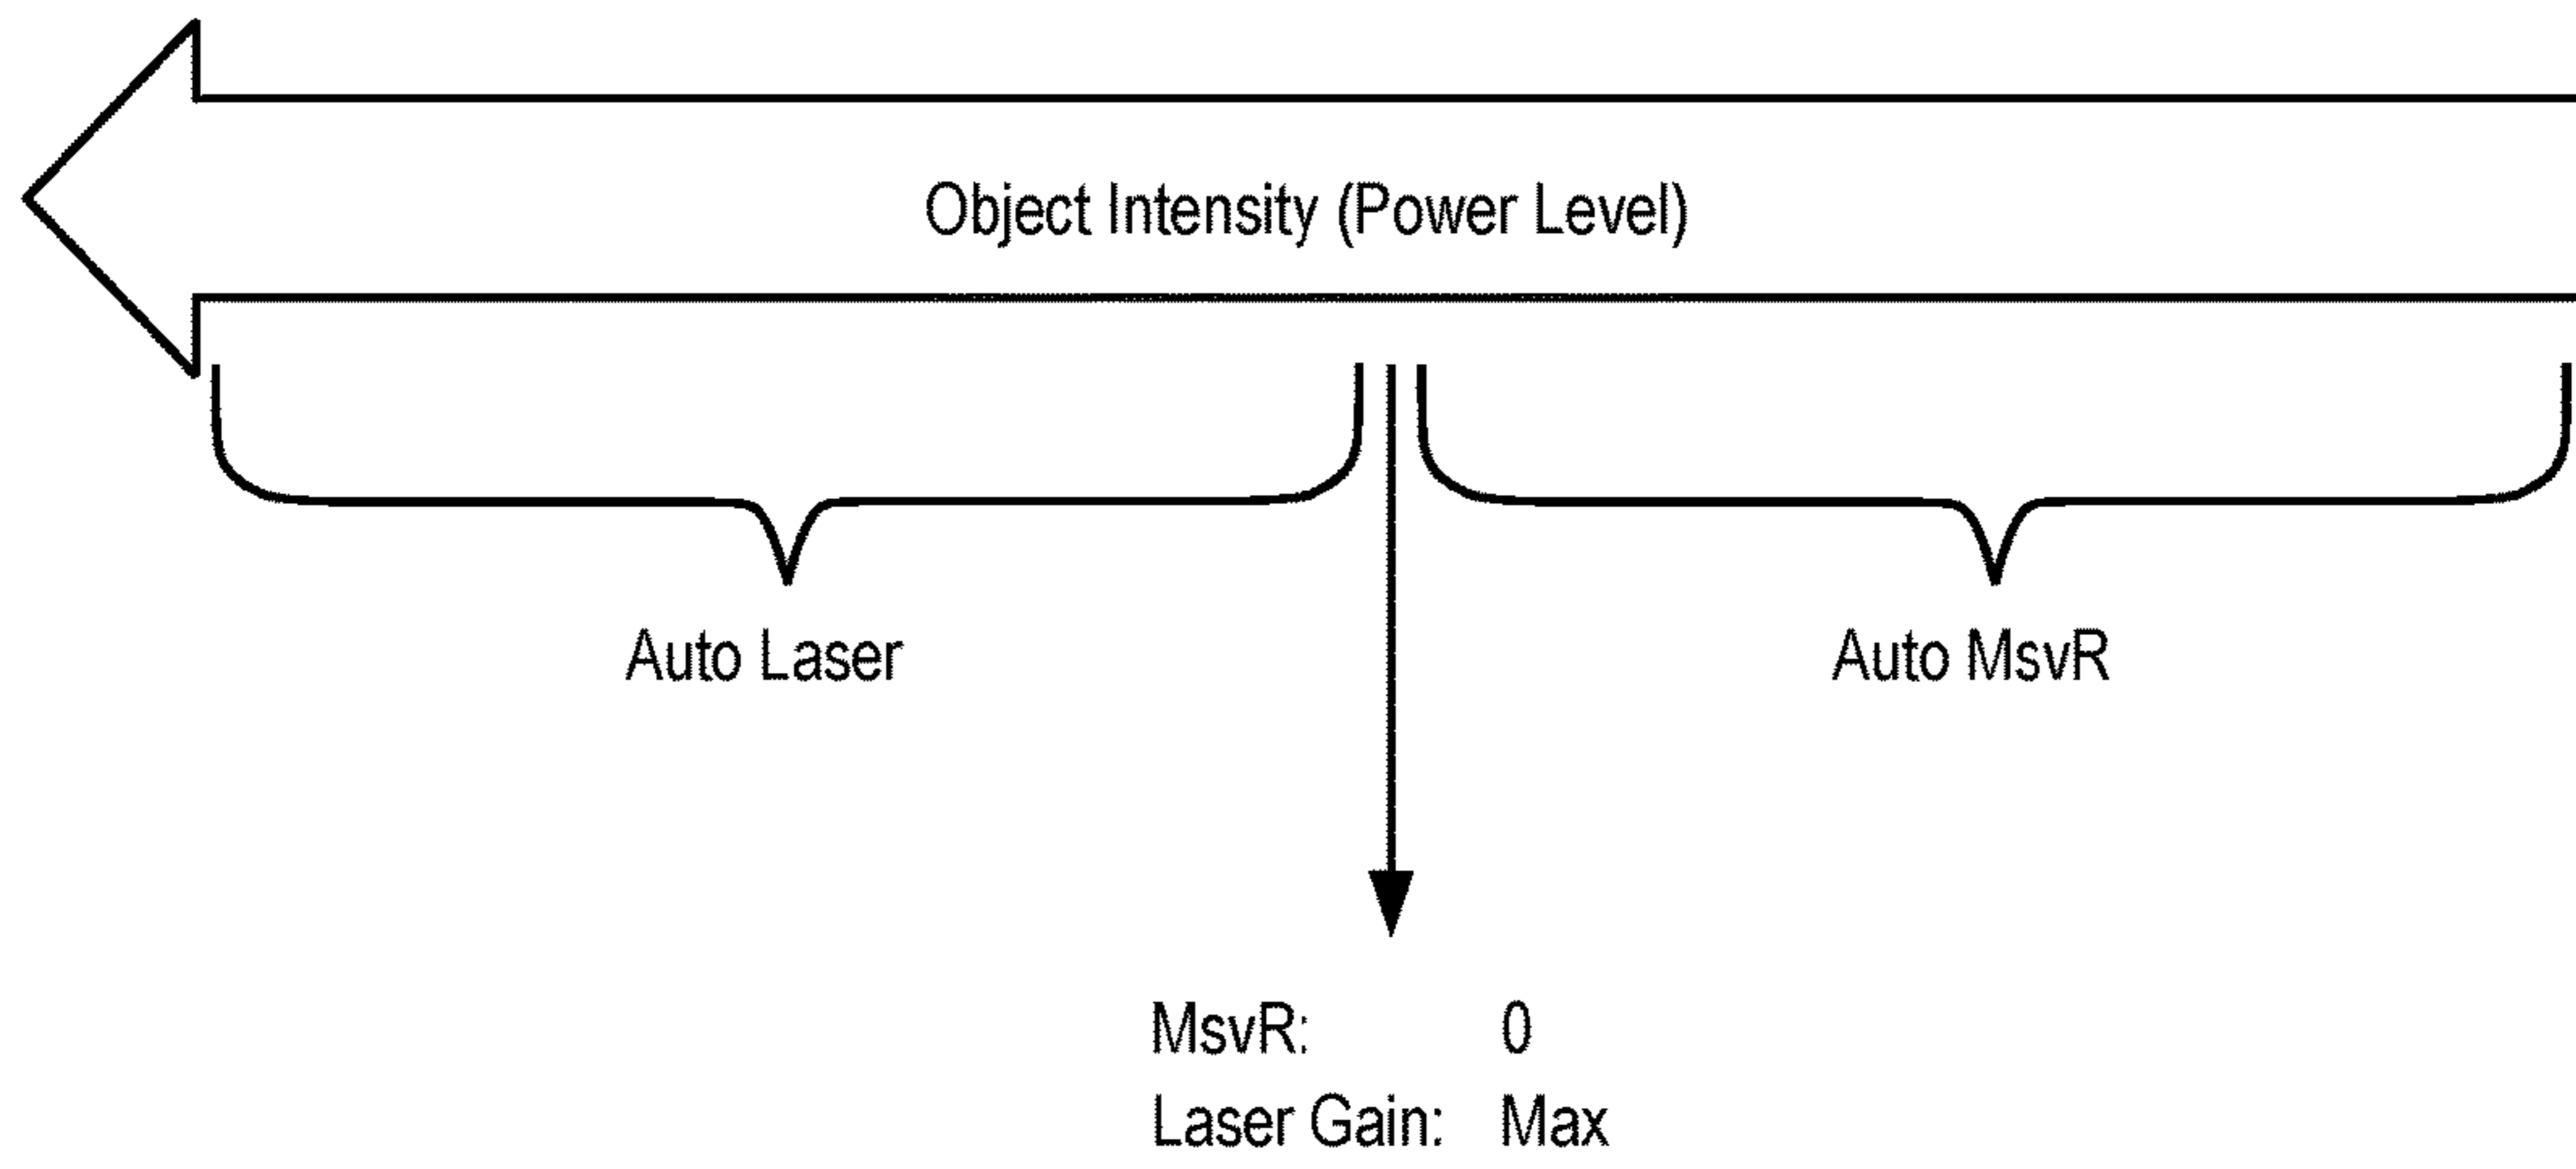 Object Intensity (Power Level)
Auto Laser
Auto MsvR
MsvR: 0
Laser Gain: Max